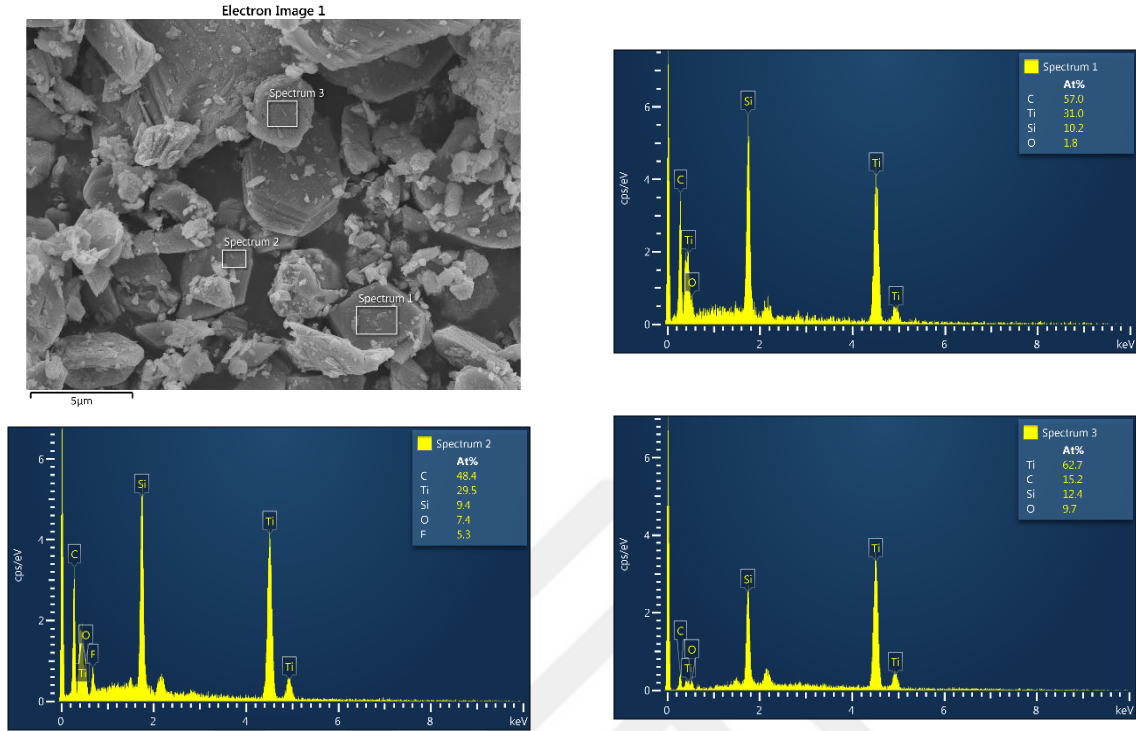 Electron Image 1
Spectrum 3
Spectrum 2
Spectrum 1
5μm
Spectrum 1
At%
C 57.0
Ti 31.0
Si 10.2
O 1.8
cps/eV
6
4
2
0
Si
C
Ti
Ti
O
Ti
0 2 4 6 8 keV
Spectrum 2
At%
C 48.4
Ti 29.5
Si 9.4
O 7.4
F 5.3
cps/eV
6
4
2
0
Si
Ti
C
O
F
Ti
Ti
0 2 4 6 8 keV
Spectrum 3
At%
Ti 62.7
C 15.2
Si 12.4
O 9.7
cps/eV
6
4
2
0
Ti
Si
C
O
T
Ti
0 2 4 6 8 keV